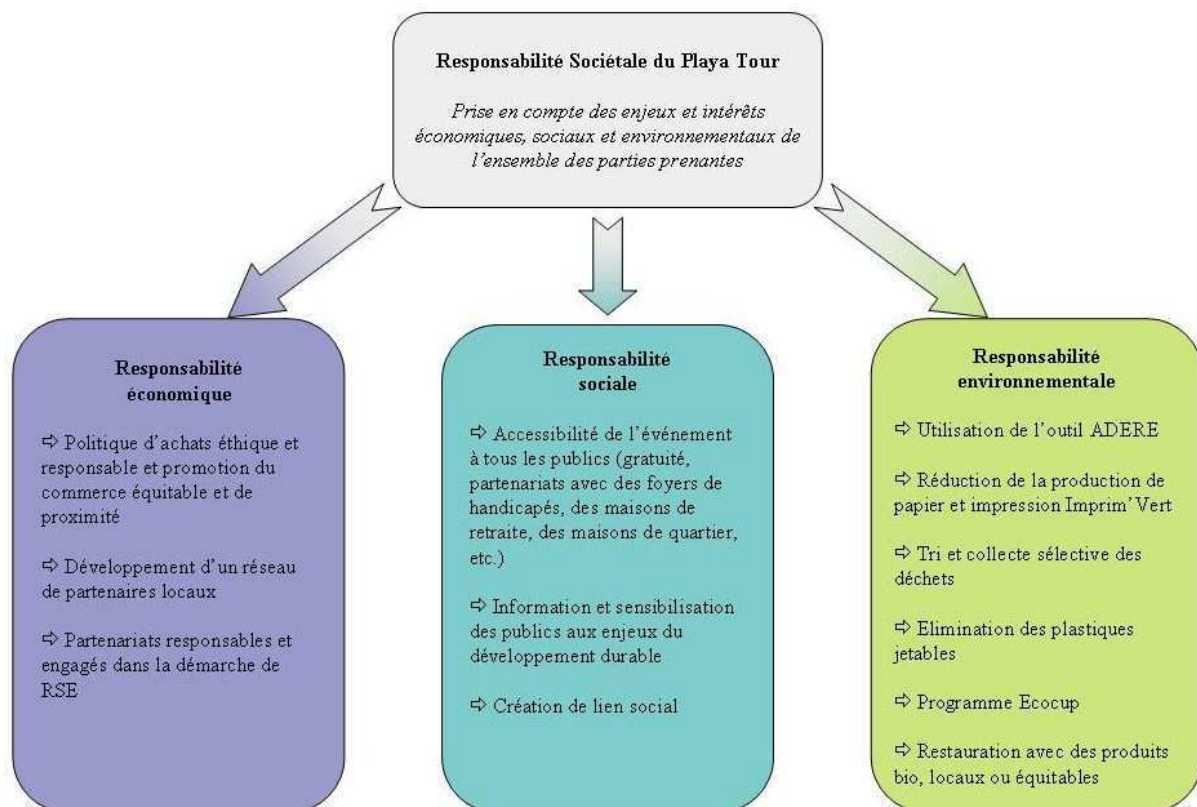 Responsabilité Sociétale du Playa Tour
Prise en compte des enjeux et intérêts
économiques, sociaux et environnementaux de
l'ensemble des parties prenantes
Responsabilité
économique
⇨ Politique d'achats éthique et
responsable et promotion du
commerce équitable et de
proximité
⇨ Développement d'un réseau
de partenaires locaux
⇨ Partenariats responsables et
engagés dans la démarche de
RSE
Responsabilité
sociale
⇨ Accessibilité de l'événement
à tous les publics (gratuité,
partenariats avec des foyers de
handicapés, des maisons de
retraite, des maisons de quartier,
etc.)
⇨ Information et sensibilisation
des publics aux enjeux du
développement durable
⇨ Création de lien social
Responsabilité
environnementale
⇨ Utilisation de l'outil ADERE
⇨ Réduction de la production de
papier et impression Imprim'Vert
⇨ Tri et collecte sélective des
déchets
⇨ Elimination des plastiques
jetables
⇨ Programme Ecocup
⇨ Restauration avec des produits
bio, locaux ou équitables